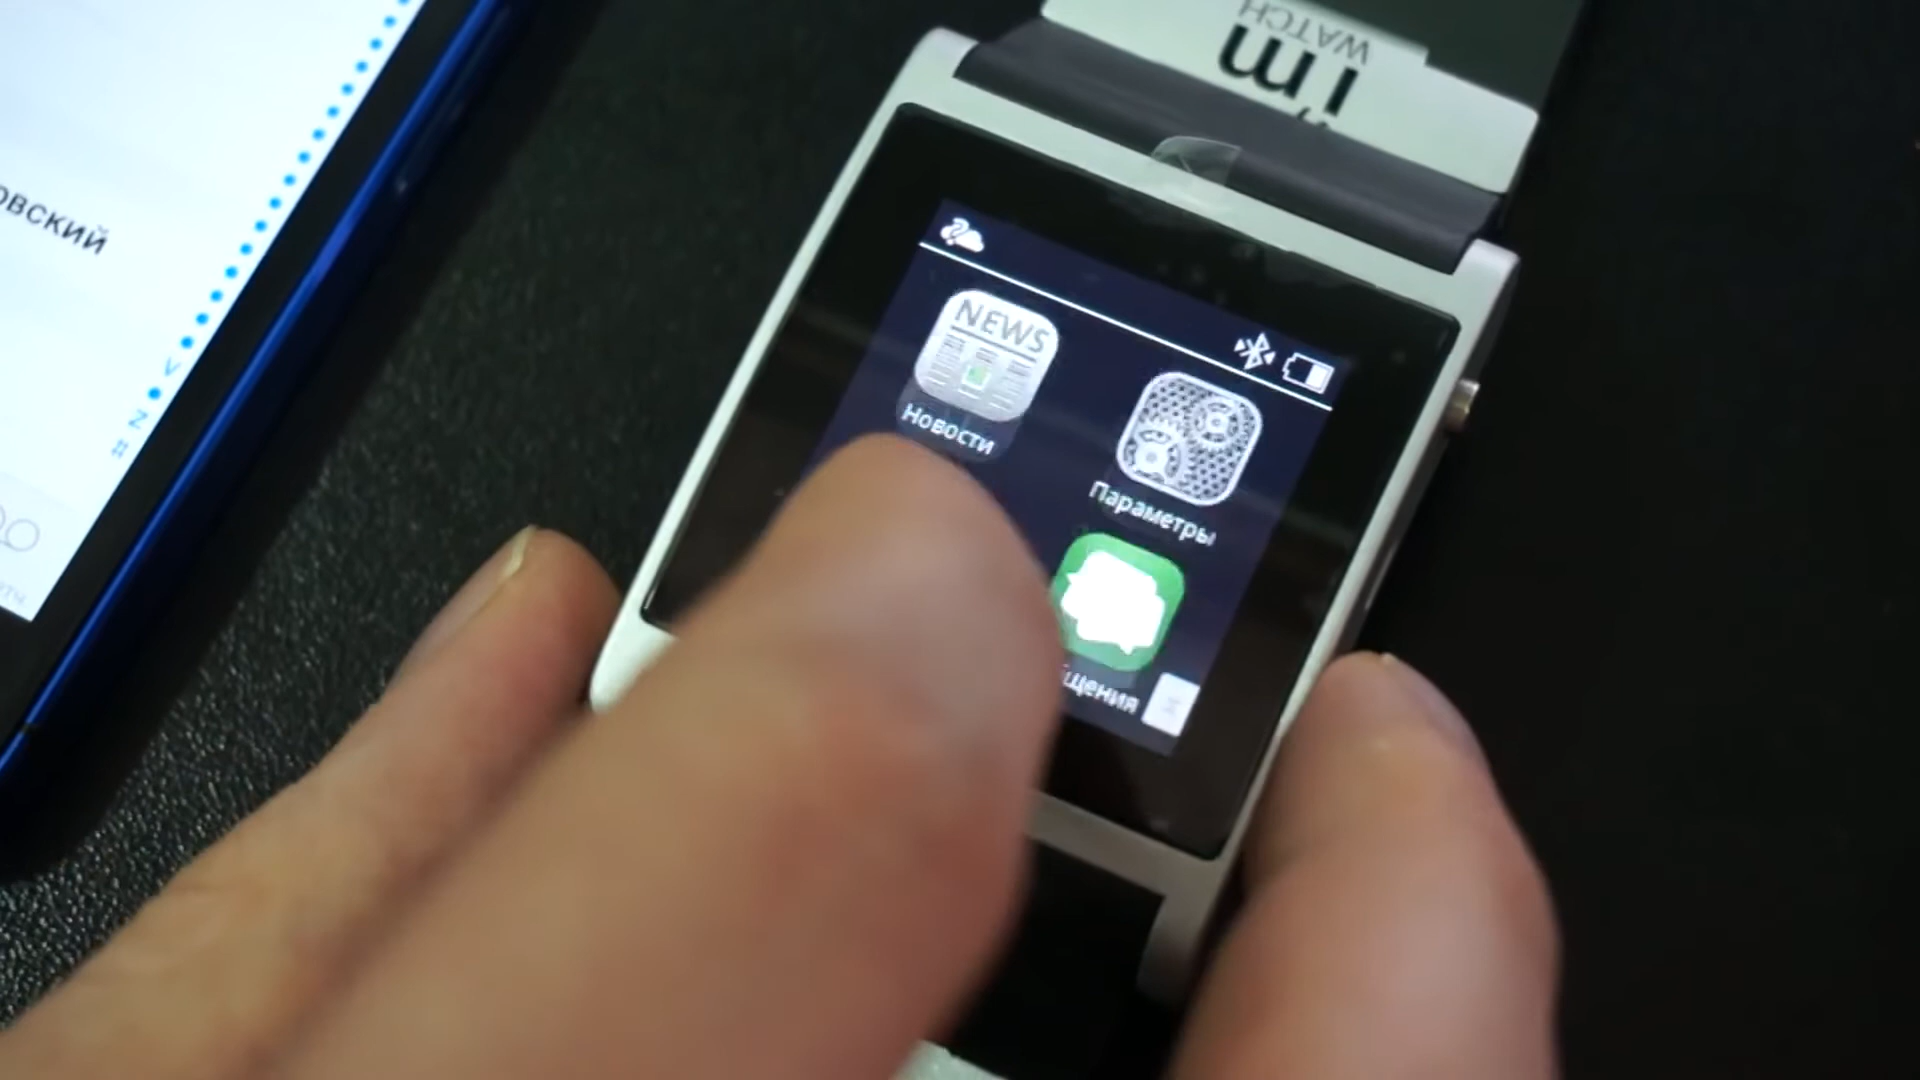 i'm
WATCH
NEWS
Новости
Параметры
щения
овский
V
Z
#